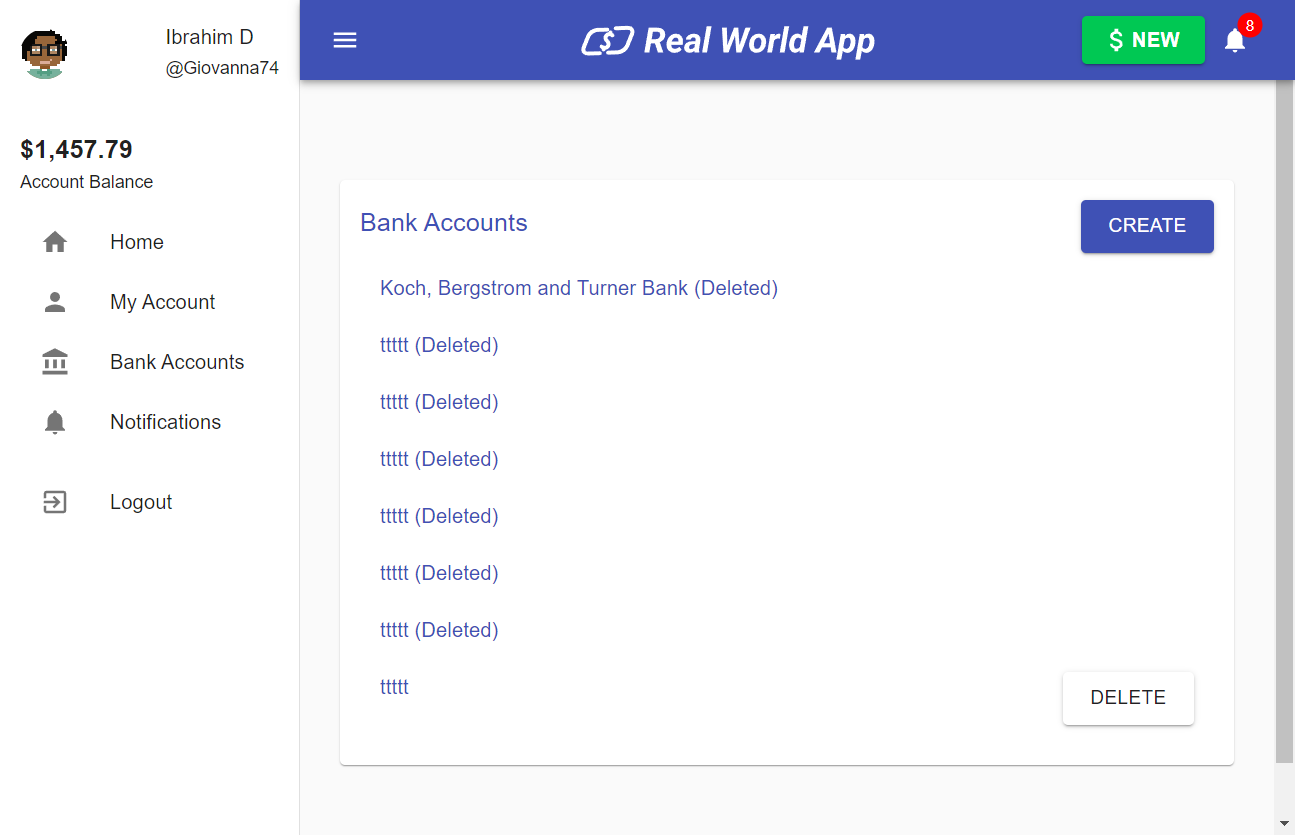 Ibrahim D
@Giovanna74
$1,457.79
Account Balance
Home
My Account
Bank Accounts
Notifications
Logout
Real World App
$ NEW
8
Bank Accounts
CREATE
Koch, Bergstrom and Turner Bank (Deleted)
ttttt (Deleted)
ttttt (Deleted)
ttttt (Deleted)
ttttt (Deleted)
ttttt (Deleted)
ttttt (Deleted)
ttttt
DELETE